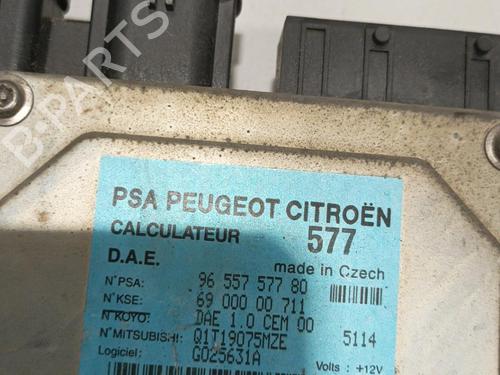 PSA PEUGEOT CITROËN
CALCULATEUR 577
D.A.E. made in Czech
N°PSA: 96 557 577 80
N°KSE: 69 000 00 711
N°KOYO: DAE 1.0 CEM 00
N°MITSUBISHI: Q1T19075MZE 5114
Logiciel: G025631A Volts : +12V
B-PARTS